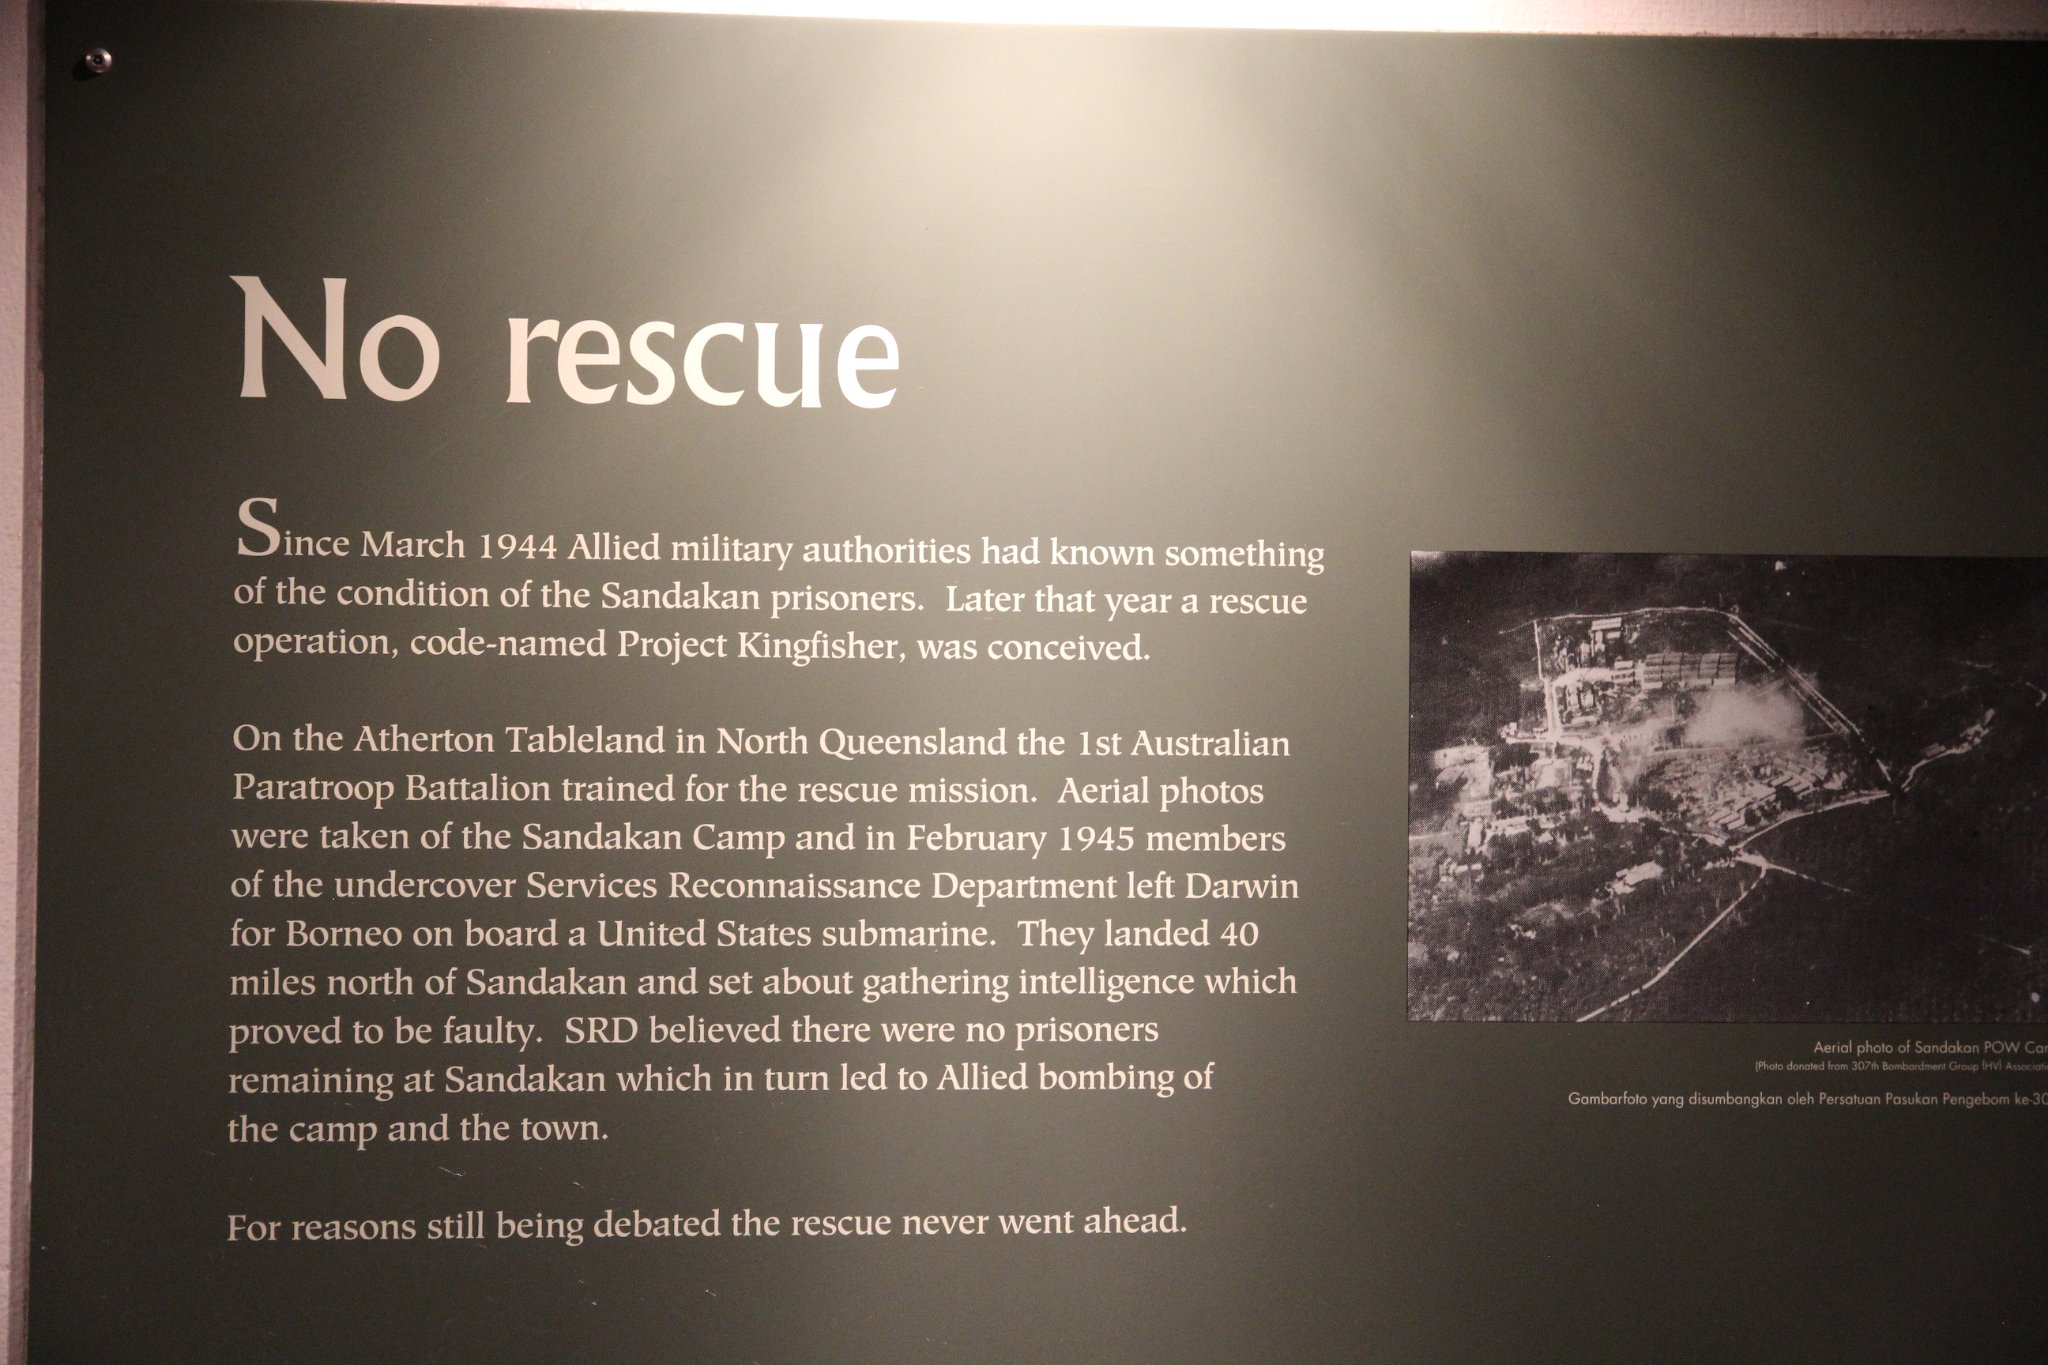 No rescue
Since March 1944 Allied military authorities had known something
of the condition of the Sandakan prisoners. Later that year a rescue
operation, code-named Project Kingfisher, was conceived.
On the Atherton Tableland in North Queensland the 1st Australian
Paratroop Battalion trained for the rescue mission. Aerial photos
were taken of the Sandakan Camp and in February 1945 members
of the undercover Services Reconnaissance Department left Darwin
for Borneo on board a United States submarine. They landed 40
miles north of Sandakan and set about gathering intelligence which
proved to be faulty. SRD believed there were no prisoners
remaining at Sandakan which in turn led to Allied bombing of
the camp and the town.
For reasons still being debated the rescue never went ahead.
Aerial photo of Sandakan POW
(Photo donated from 307th Bombardment Group (HV)
Gambarfoto yang disumbangkan oleh Persatuan Pasukan Pengebom